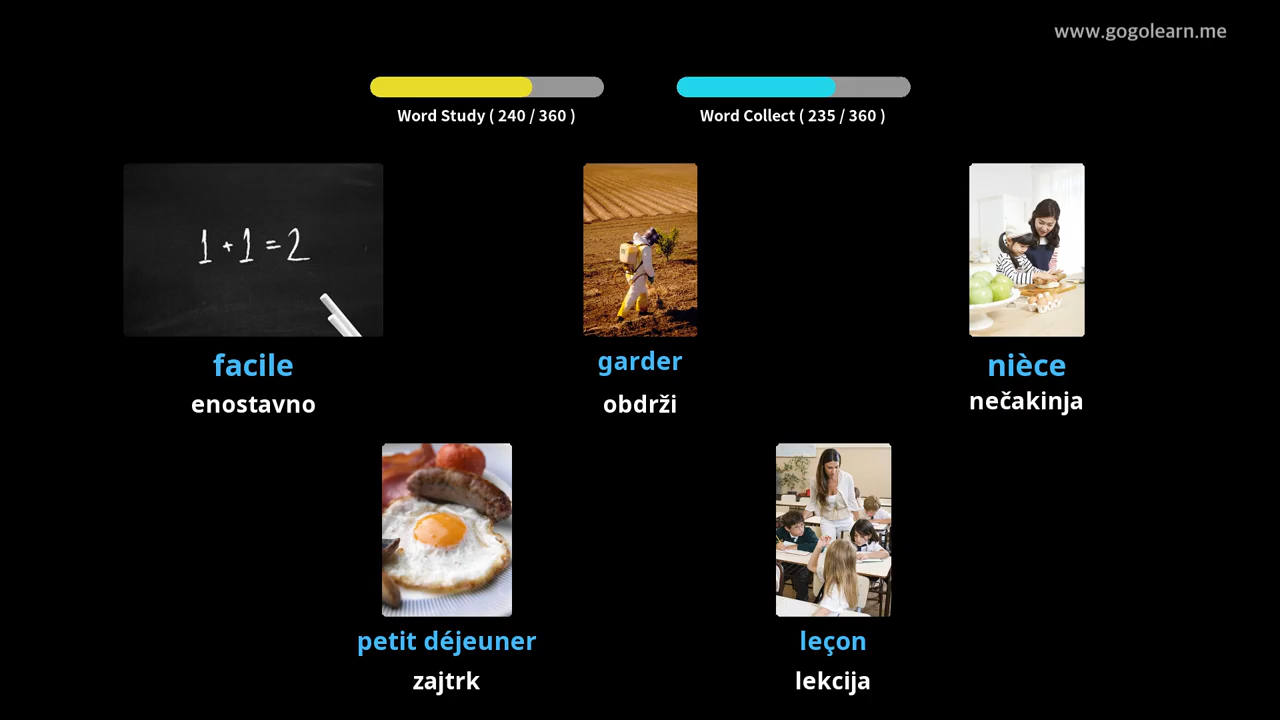 www.gogolearn.me
Word Study ( 240 / 360 )
Word Collect ( 235 / 360 )
1 + 1 = 2
facile
enostavno
garder
obdrži
nièce
nečakinja
petit déjeuner
zajtrk
leçon
lekcija